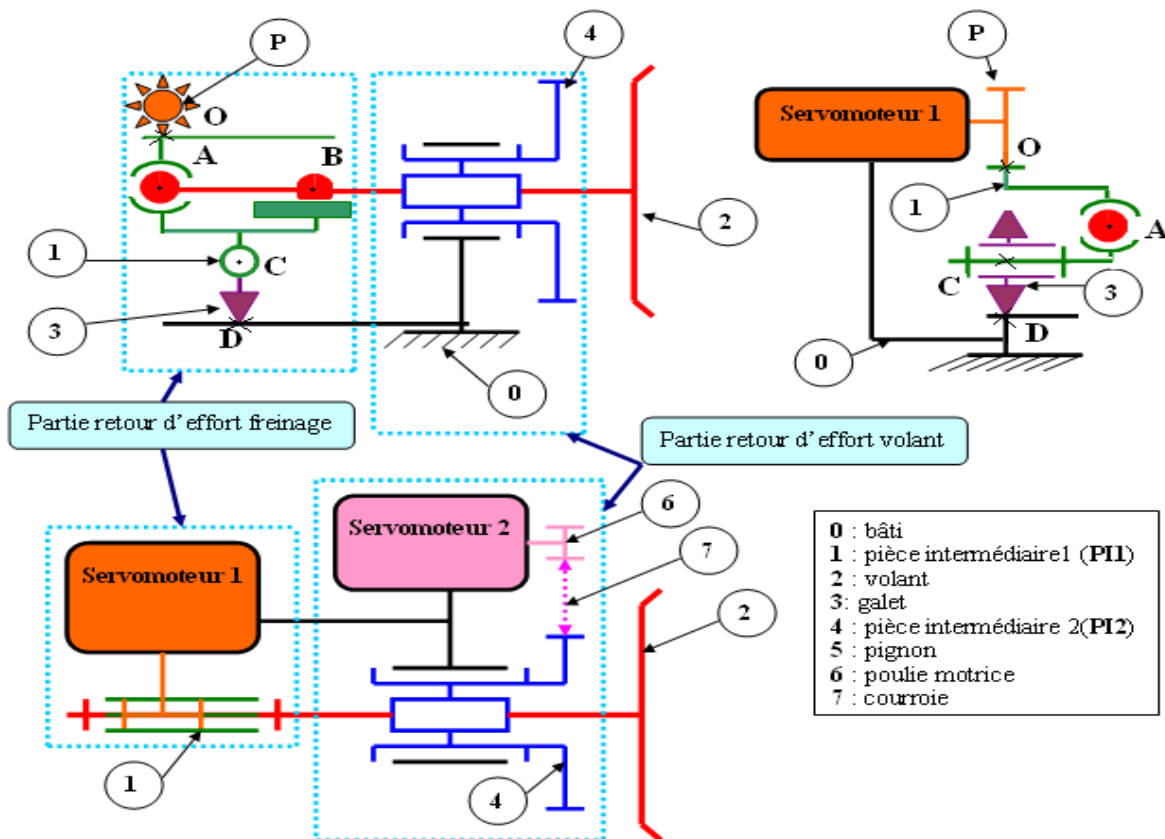 P
4
P
O
Servomoteur 1
A
B
O
1
2
A
1
C
C
3
3
D
D
0
0
Partie retour d'effort freinage
Partie retour d'effort volant
Servomoteur 2
6
Servomoteur 1
7
2
1
4
0 : bâti
1 : pièce intermédiaire1 (PI1)
2 : volant
3: galet
4 : pièce intermédiaire 2(PI2)
5 : pignon
6 : poulie motrice
7 : courroie